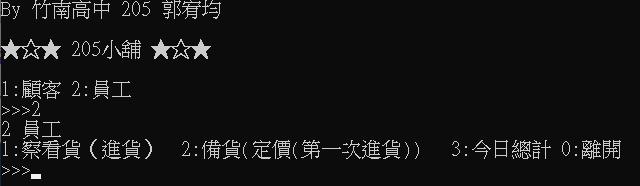 By 竹南高中 205 郭宥均
★☆★ 205小舖 ★☆★
1:顧客 2:員工
>>>2
2 員工
1:察看貨（進貨）  2:備貨(定價(第一次進貨))  3:今日總計 0:離開
>>>